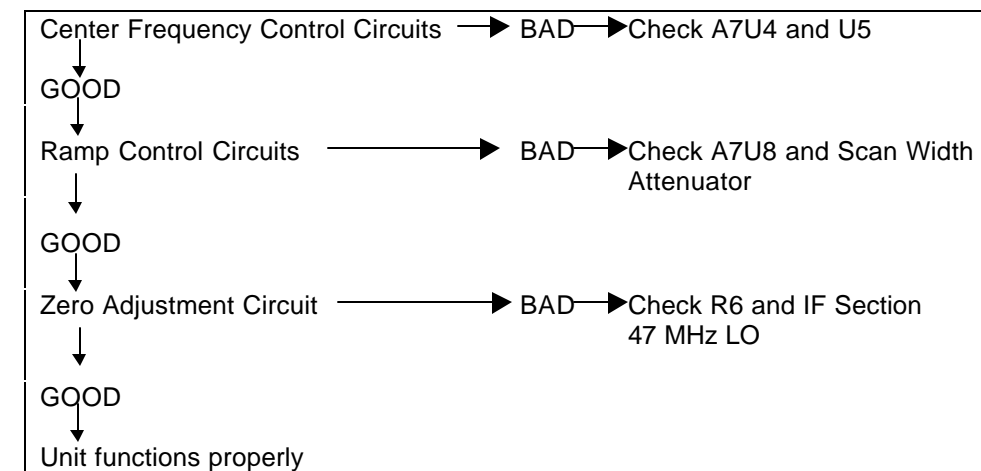 Center Frequency Control Circuits BAD Check A7U4 and U5
GOOD
Ramp Control Circuits BAD Check A7U8 and Scan Width
Attenuator
GOOD
Zero Adjustment Circuit BAD Check R6 and IF Section
47 MHz LO
GOOD
Unit functions properly